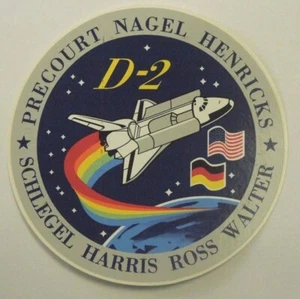 PRECOURT NAGEL HENRICKS
D-2
SCHLEGEL HARRIS ROSS WALTER